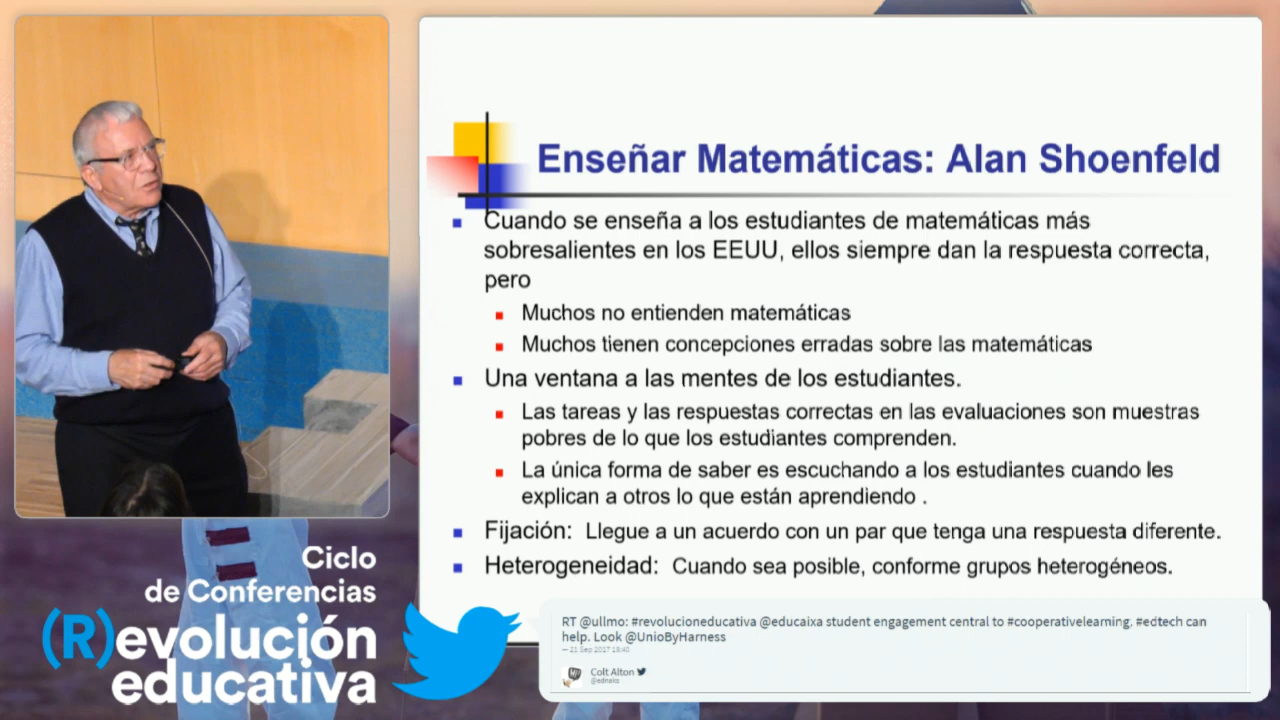 Enseñar Matemáticas: Alan Shoenfeld
Cuando se enseña a los estudiantes de matemáticas más
sobresalientes en los EEUU, ellos siempre dan la respuesta correcta,
pero
Muchos no entienden matemáticas
Muchos tienen concepciones erradas sobre las matemáticas
Una ventana a las mentes de los estudiantes.
Las tareas y las respuestas correctas en las evaluaciones son muestras
pobres de lo que los estudiantes comprenden.
La única forma de saber es escuchando a los estudiantes cuando les
explican a otros lo que están aprendiendo .
Fijación: Llegue a un acuerdo con un par que tenga una respuesta diferente.
Heterogeneidad: Cuando sea posible, conforme grupos heterogéneos.
Ciclo
de Conferencias
(R)evolución
educativa
RT @ullmo: #revolucioneducativa @educaixa student engagement central to #cooperativelearning. #edtech can
help. Look @UnioByHarness
— 21 Sep 2017 18:40
Colt Alton